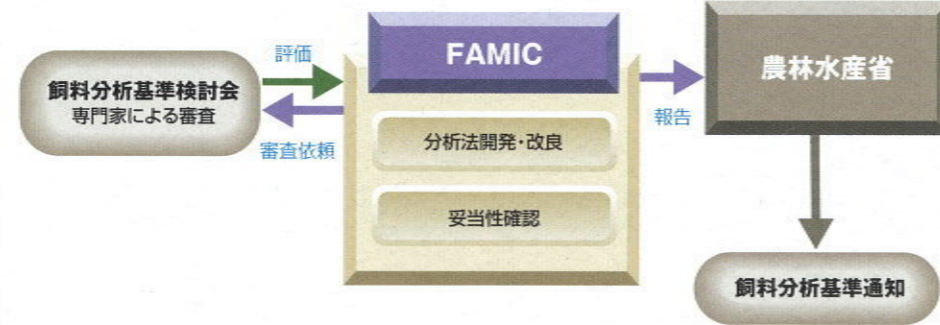 評価
飼料分析基準検討会
専門家による審査
審査依頼
FAMIC
分析法開発・改良
妥当性確認
報告
農林水産省
飼料分析基準通知